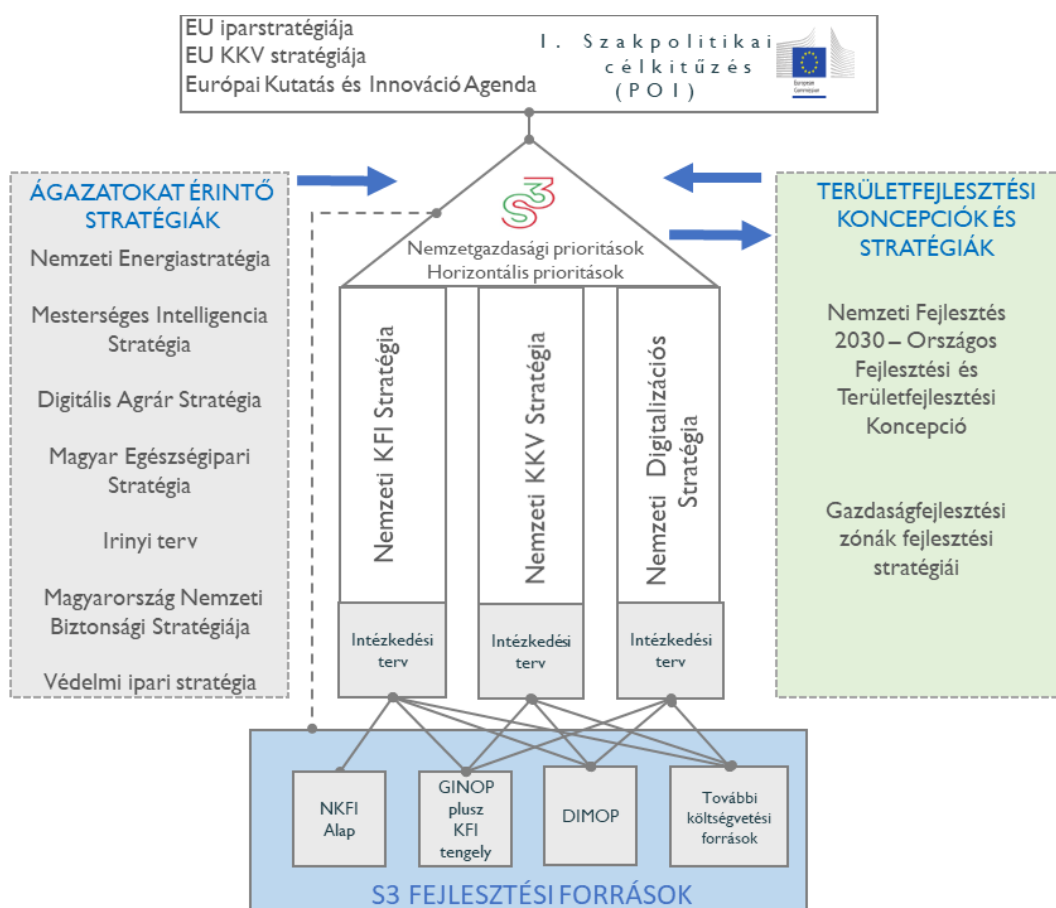 EU iparstratégiája
EU KKV stratégiája
Európai Kutatás és Innováció Agenda
1. Szakpolitikai
célkitűzés
(PO1)
European
Commission
ÁGAZATOKAT ÉRINTŐ
STRATÉGIÁK
Nemzeti Energiastratégia
Mesterséges Intelligencia
Stratégia
Digitális Agrár Stratégia
Magyar Egészségipari
Stratégia
Irinyi terv
Magyarország Nemzeti
Biztonsági Stratégiája
Védelmi ipari stratégia
S3
Nemzetgazdasági prioritások
Horizontális prioritások
Nemzeti KFI Stratégia
Nemzeti KKV Stratégia
Nemzeti Digitalizációs
Stratégia
Intézkedési
terv
Intézkedési
terv
Intézkedési
terv
TERÜLETFEJLESZTÉSI
KONCEPCIÓK ÉS
STRATÉGIÁK
Nemzeti Fejlesztés
2030 – Országos
Fejlesztési és
Területfejlesztési
Koncepció
Gazdaságfejlesztési
zónák fejlesztési
stratégiái
NKFI
Alap
GINOP
plusz
KFI
tengely
DIMOP
További
költségvetési
források
S3 FEJLESZTÉSI FORRÁSOK